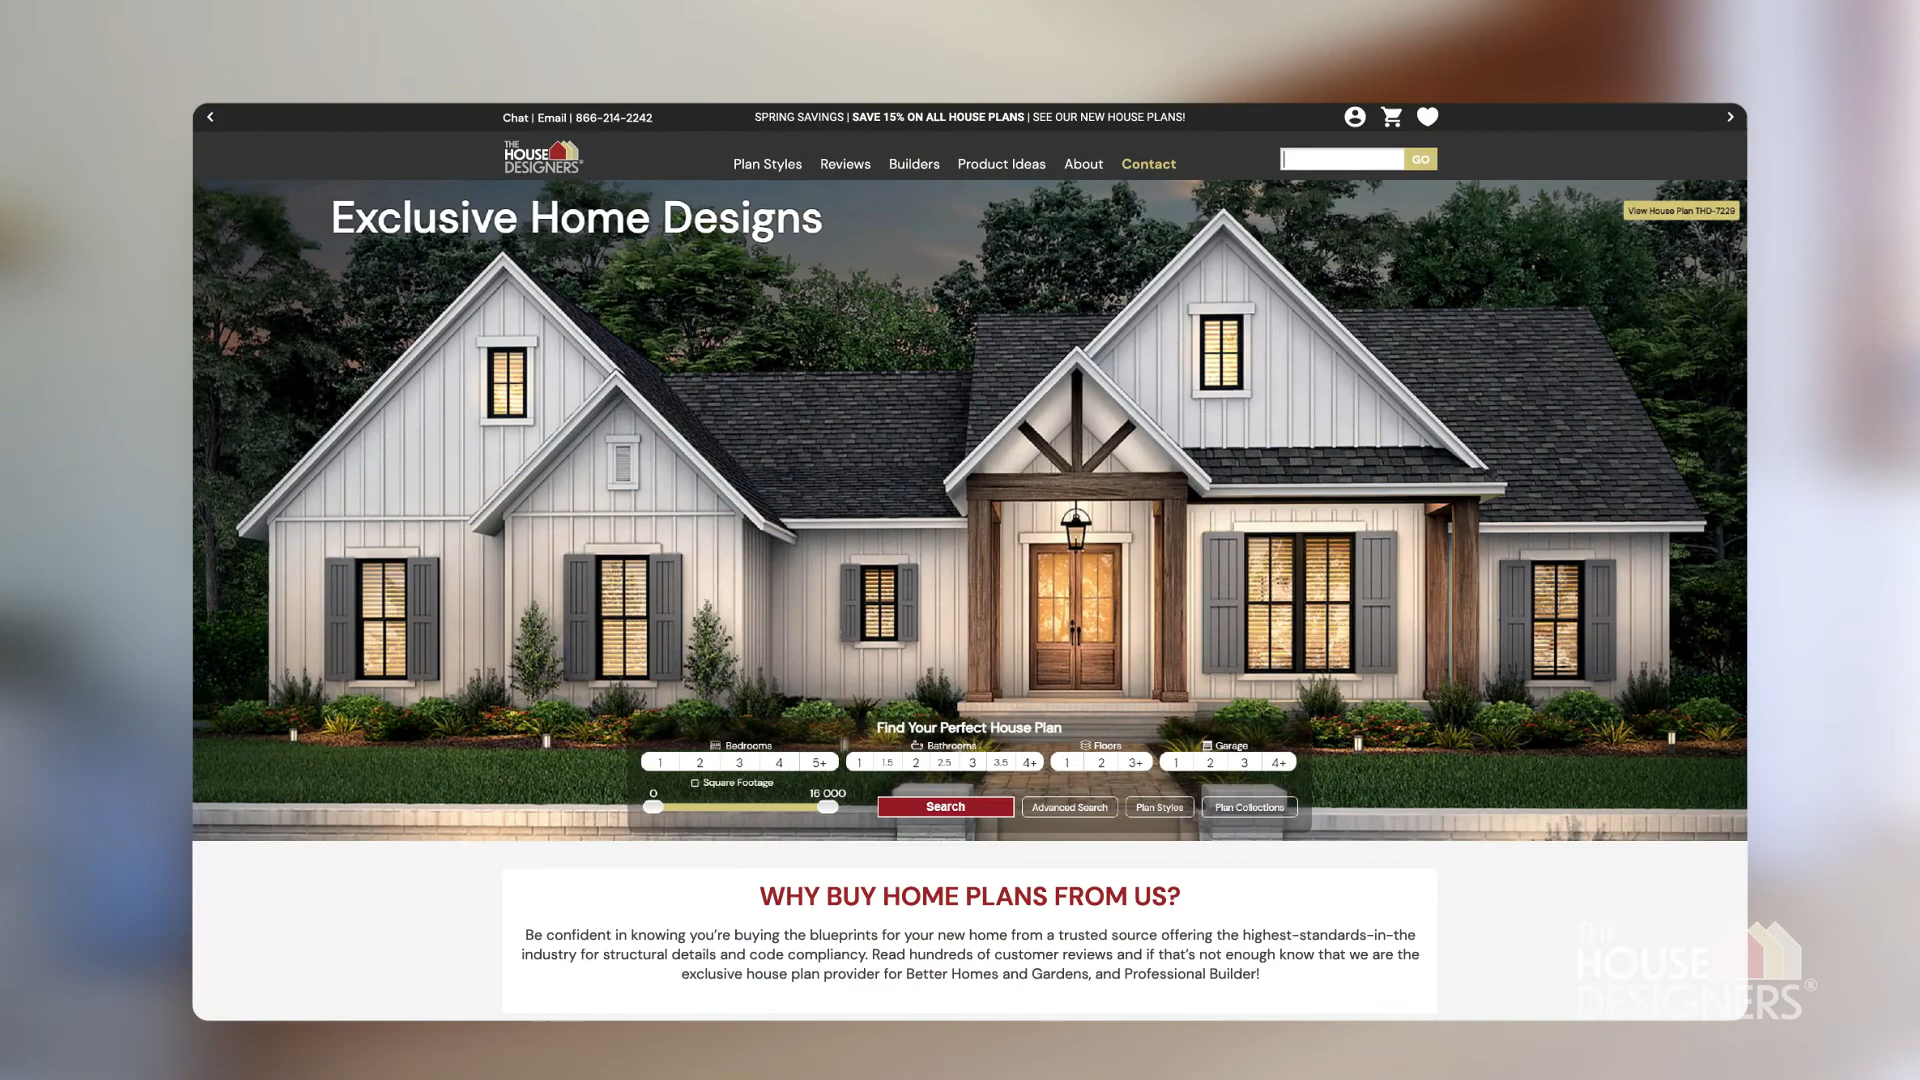 Chat | Email | 866-214-2242
SPRING SAVINGS | SAVE 15% ON ALL HOUSE PLANS | SEE OUR NEW HOUSE PLANS!
THE
HOUSE
DESIGNERS®
Plan Styles Reviews Builders Product Ideas About Contact
GO
Exclusive Home Designs
View House Plan THD-7229
Find Your Perfect House Plan
Bedrooms Bathrooms Floors Garage
1 2 3 4 5+ 1 1.5 2 2.5 3 3.5 4+ 1 2 3+ 1 2 3 4+
Square Footage
0 16 000
Search Advanced Search Plan Styles Plan Collections
WHY BUY HOME PLANS FROM US?
Be confident in knowing you’re buying the blueprints for your new home from a trusted source offering the highest-standards-in-the
industry for structural details and code compliancy. Read hundreds of customer reviews and if that’s not enough know that we are the
exclusive house plan provider for Better Homes and Gardens, and Professional Builder!
THE
HOUSE
DESIGNERS®